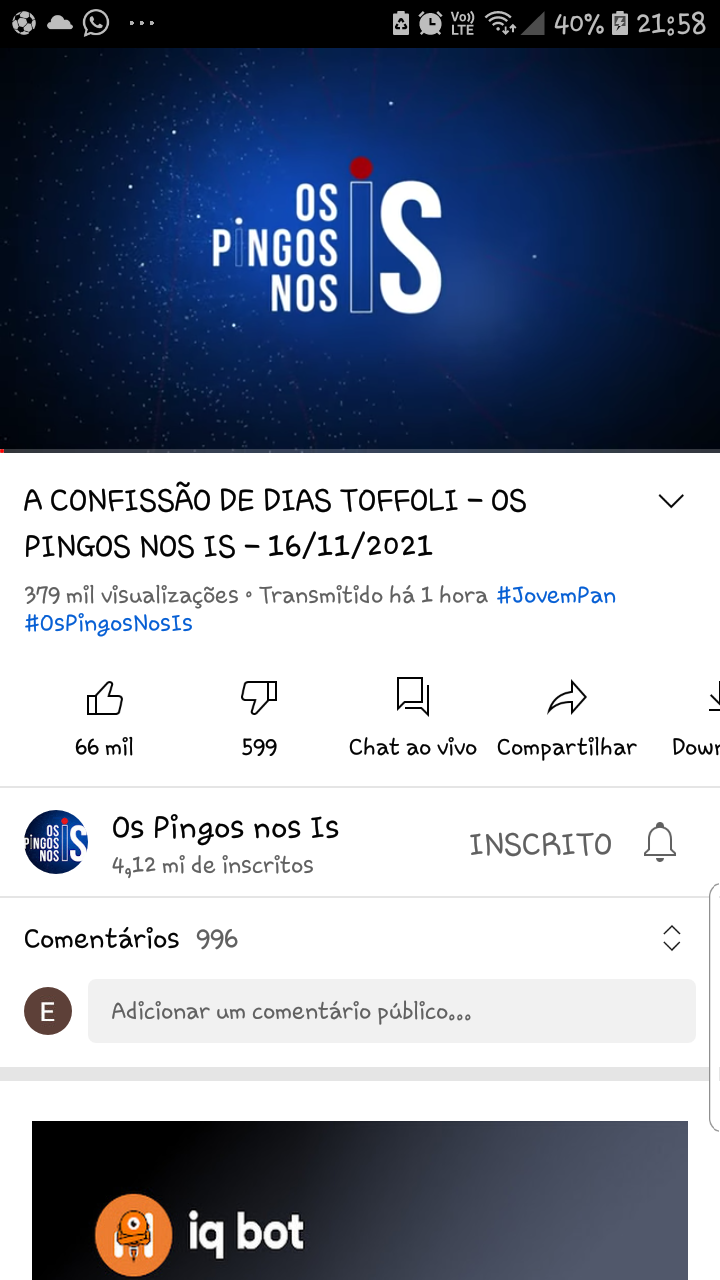 Vo))
LTE
40%
21:58
OS
PiNGOS
NOS
iS
A CONFISSÃO DE DIAS TOFFOLI – OS
PINGOS NOS IS – 16/11/2021
379 mil visualizações • Transmitido há 1 hora #JovemPan
#OsPingosNosIs
66 mil
599
Chat ao vivo
Compartilhar
Down
OS
PINGOS
NOS
iS
Os Pingos nos Is
4,12 mi de inscritos
INSCRITO
Comentários 996
E
Adicionar um comentário público...
iq bot